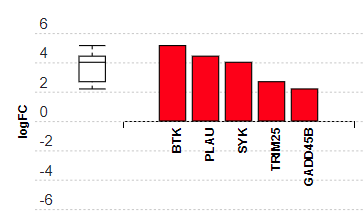 6
4
2
0
-2
-4
-6
logFC
BTK
PLAU
SYK
TRIM25
GADD45B